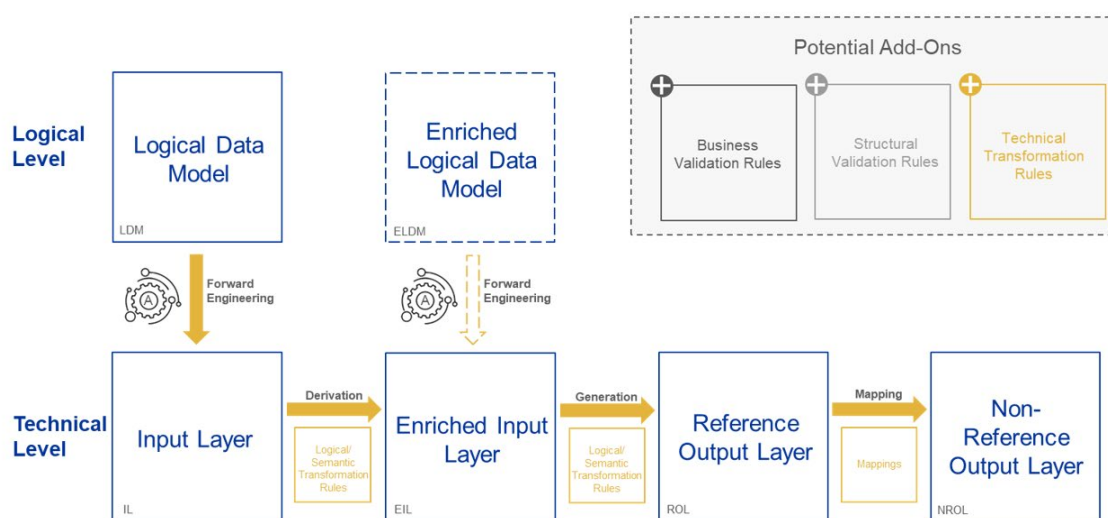 Potential Add-Ons
Logical
Level
Logical Data
Model
LDM
Enriched
Logical Data
Model
ELDM
Business
Validation Rules
Structural
Validation Rules
Technical
Transformation
Rules
A
Forward
Engineering
A
Forward
Engineering
Technical
Level
Input Layer
IL
Derivation
Logical/
Semantic
Transformation
Rules
Enriched Input
Layer
EIL
Generation
Logical/
Semantic
Transformation
Rules
Reference
Output Layer
ROL
Mapping
Mappings
Non-
Reference
Output Layer
NROL